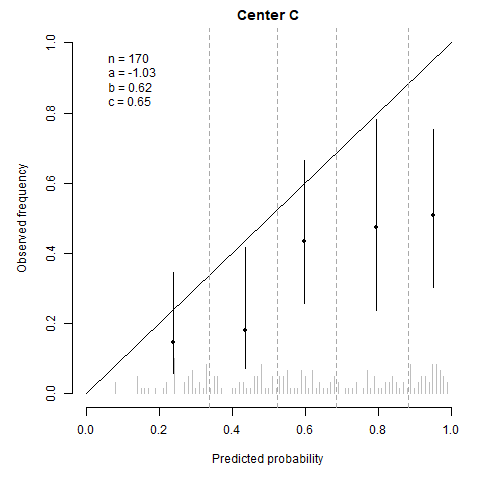 Center C
n = 170
a = -1.03
b = 0.62
c = 0.65
Observed frequency
1.0
0.8
0.6
0.4
0.2
0.0
0.0 0.2 0.4 0.6 0.8 1.0
Predicted probability